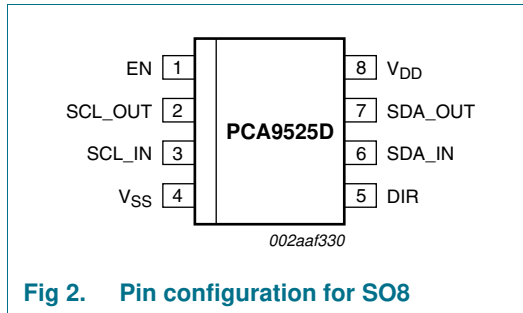 EN 1 8 VDD
SCL_OUT 2 7 SDA_OUT
PCA9525D
SCL_IN 3 6 SDA_IN
VSS 4 5 DIR
002aaf330
Fig 2. Pin configuration for SO8